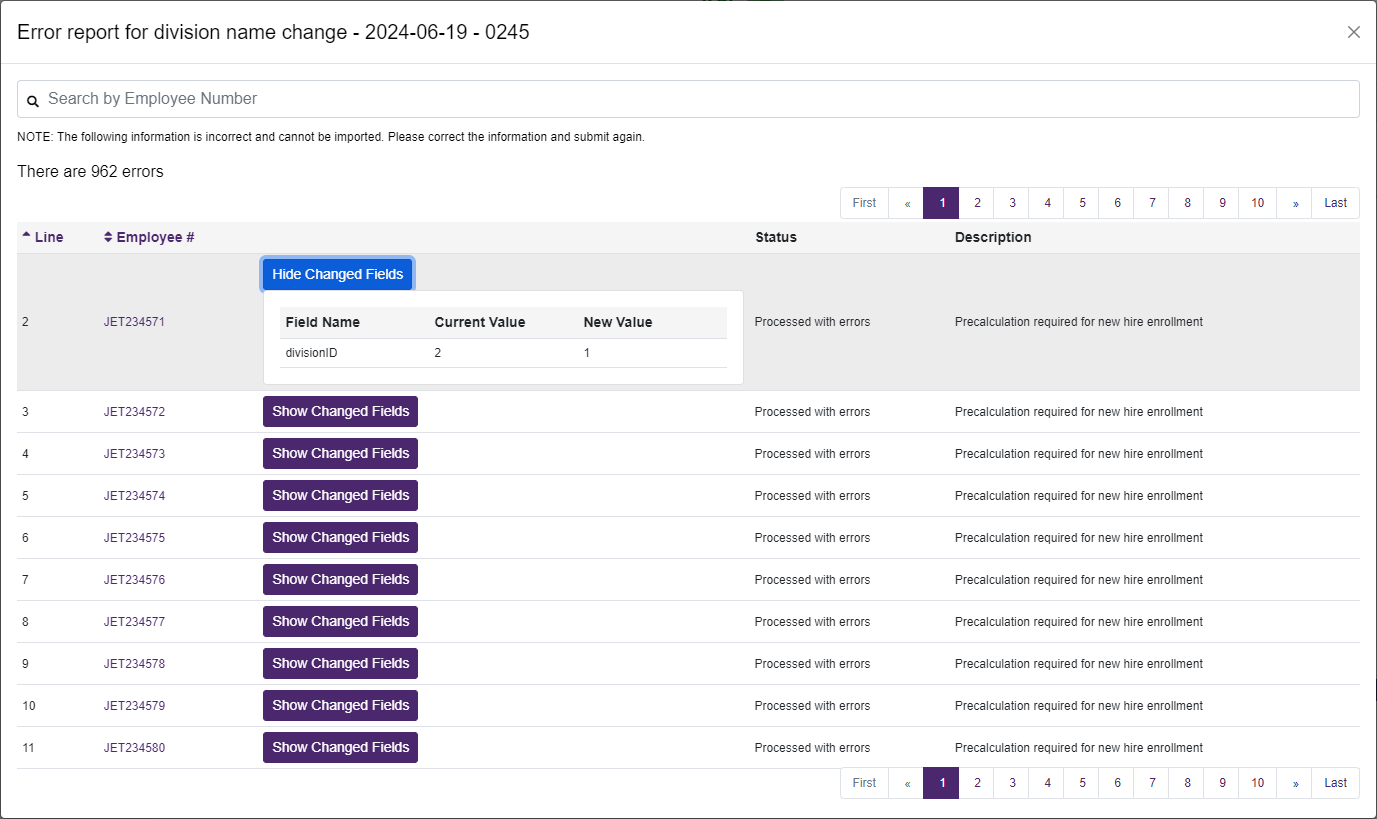 Error report for division name change - 2024-06-19 - 0245
Search by Employee Number
NOTE: The following information is incorrect and cannot be imported. Please correct the information and submit again.
There are 962 errors
First « 1 2 3 4 5 6 7 8 9 10 » Last
Line Employee # Status Description
Hide Changed Fields
Field Name Current Value New Value
2 JET234571 Processed with errors Precalculation required for new hire enrollment
divisionID 2 1
3 JET234572 Show Changed Fields Processed with errors Precalculation required for new hire enrollment
4 JET234573 Show Changed Fields Processed with errors Precalculation required for new hire enrollment
5 JET234574 Show Changed Fields Processed with errors Precalculation required for new hire enrollment
6 JET234575 Show Changed Fields Processed with errors Precalculation required for new hire enrollment
7 JET234576 Show Changed Fields Processed with errors Precalculation required for new hire enrollment
8 JET234577 Show Changed Fields Processed with errors Precalculation required for new hire enrollment
9 JET234578 Show Changed Fields Processed with errors Precalculation required for new hire enrollment
10 JET234579 Show Changed Fields Processed with errors Precalculation required for new hire enrollment
11 JET234580 Show Changed Fields Processed with errors Precalculation required for new hire enrollment
First « 1 2 3 4 5 6 7 8 9 10 » Last